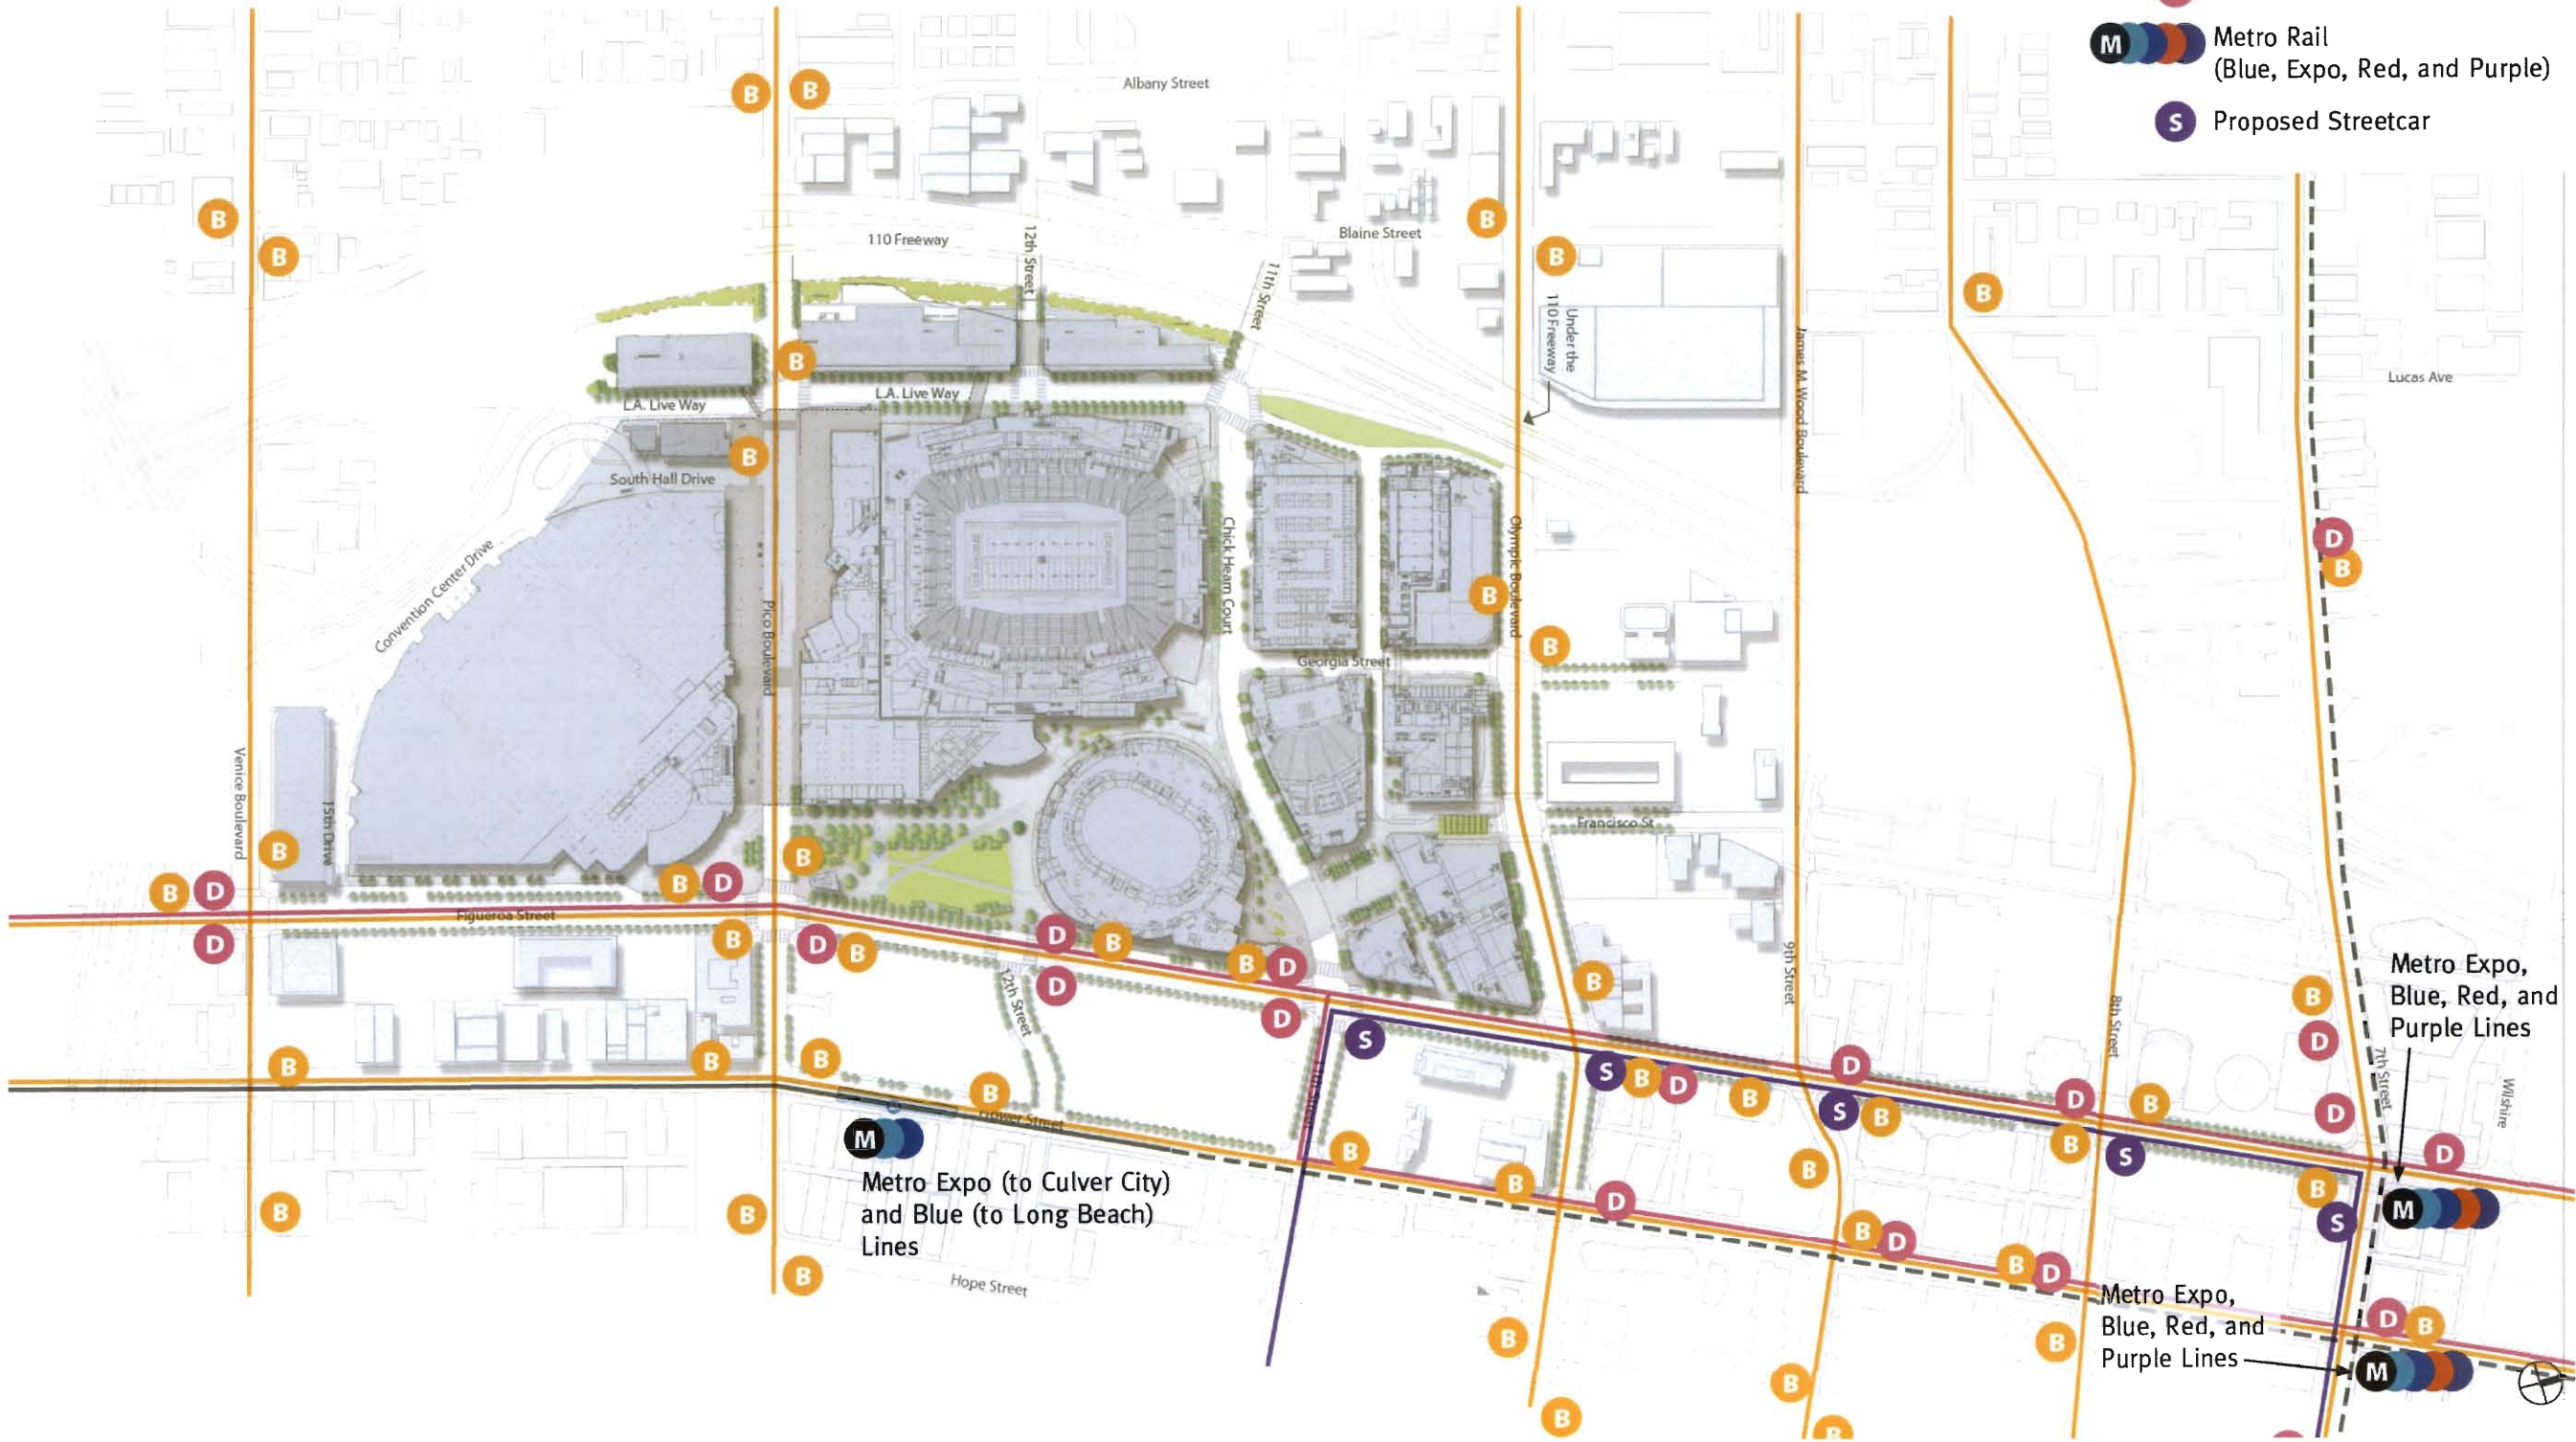 M Metro Rail
(Blue, Expo, Red, and Purple)
S Proposed Streetcar
Albany Street
B
B
B
B
110 Freeway
12th Street
11th Street
Blaine Street
B
B
Under the
110 Freeway
B
James M. Wood Boulevard
Lucas Ave
L.A. Live Way
B
L.A. Live Way
B
South Hall Drive
Convention Center Drive
Pico Boulevard
Chick Hearn Court
Olympic Boulevard
B
B
D
B
Georgia Street
Venice Boulevard
15th Drive
B
B
Francisco St
B
D
B
D
D
Figueroa Street
B
D
B
D
B
D
B
D
D
12th Street
B
9th Street
8th Street
B
D
Metro Expo,
Blue, Red, and
Purple Lines
7th Street
Wilshire
B
B
B
B
Flower Street
S
S
B
D
B
D
S
B
D
B
B
S
D
D
B
S
M
M
Metro Expo (to Culver City)
and Blue (to Long Beach)
Lines
B
B
D
B
B
D
B
D
B
B
B
Hope Street
Metro Expo,
Blue, Red, and
Purple Lines
D
B
M
B
B
B
B
B